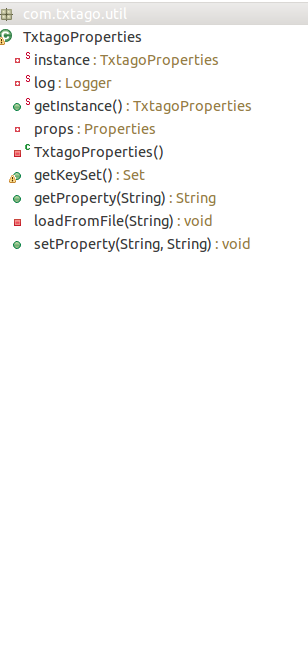 com.txtago.util
TxtagoProperties
instance : TxtagoProperties
log : Logger
getInstance() : TxtagoProperties
props : Properties
TxtagoProperties()
getKeySet() : Set
getProperty(String) : String
loadFromFile(String) : void
setProperty(String, String) : void